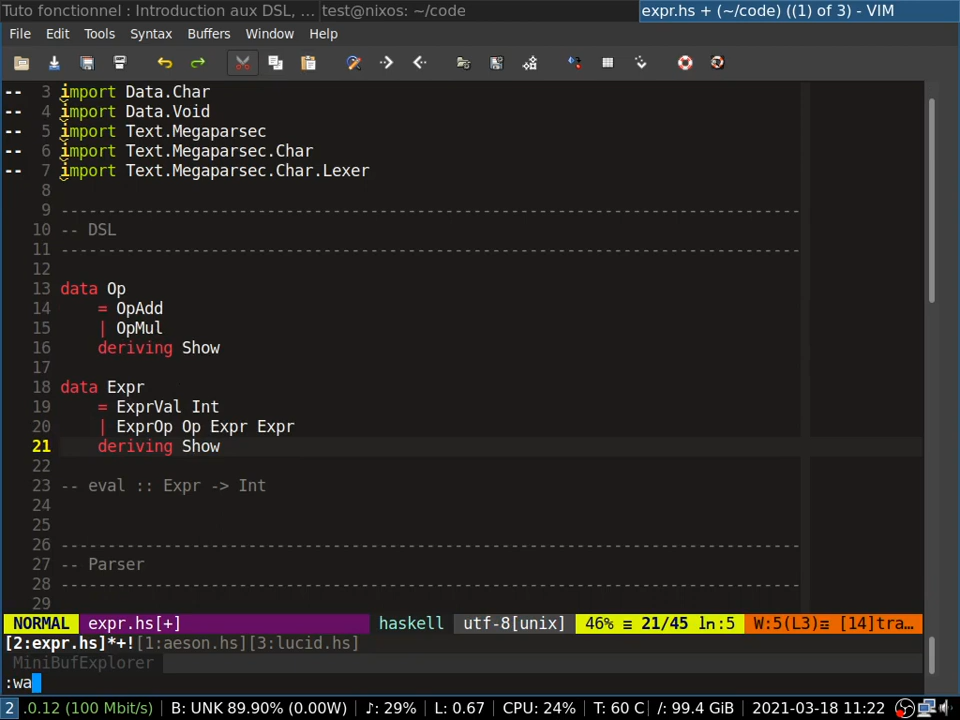 Tuto fonctionnel : Introduction aux DSL, ... test@nixos: ~/code expr.hs + (~/code) ((1) of 3) - VIM
File Edit Tools Syntax Buffers Window Help
-- 3 import Data.Char
-- 4 import Data.Void
-- 5 import Text.Megaparsec
-- 6 import Text.Megaparsec.Char
-- 7 import Text.Megaparsec.Char.Lexer
8
9 -------------------------------------------------------------------------------
10 -- DSL
11 -------------------------------------------------------------------------------
12
13 data Op
14 = OpAdd
15 | OpMul
16 deriving Show
17
18 data Expr
19 = ExprVal Int
20 | ExprOp Op Expr Expr
21 deriving Show
22
23 -- eval :: Expr -> Int
24
25
26 -------------------------------------------------------------------------------
27 -- Parser
28 -------------------------------------------------------------------------------
29
NORMAL expr.hs[+] haskell utf-8[unix] 46% ≡ 21/45 ㏑:5 W:5(L3)≡ [14]tra…
[2:expr.hs]*+![1:aeson.hs][3:lucid.hs]
MiniBufExplorer
:wa
2 .0.12 (100 Mbit/s) B: UNK 89.90% (0.00W) ♪: 29% L: 0.67 CPU: 24% T: 60 C /: 99.4 GiB 2021-03-18 11:22